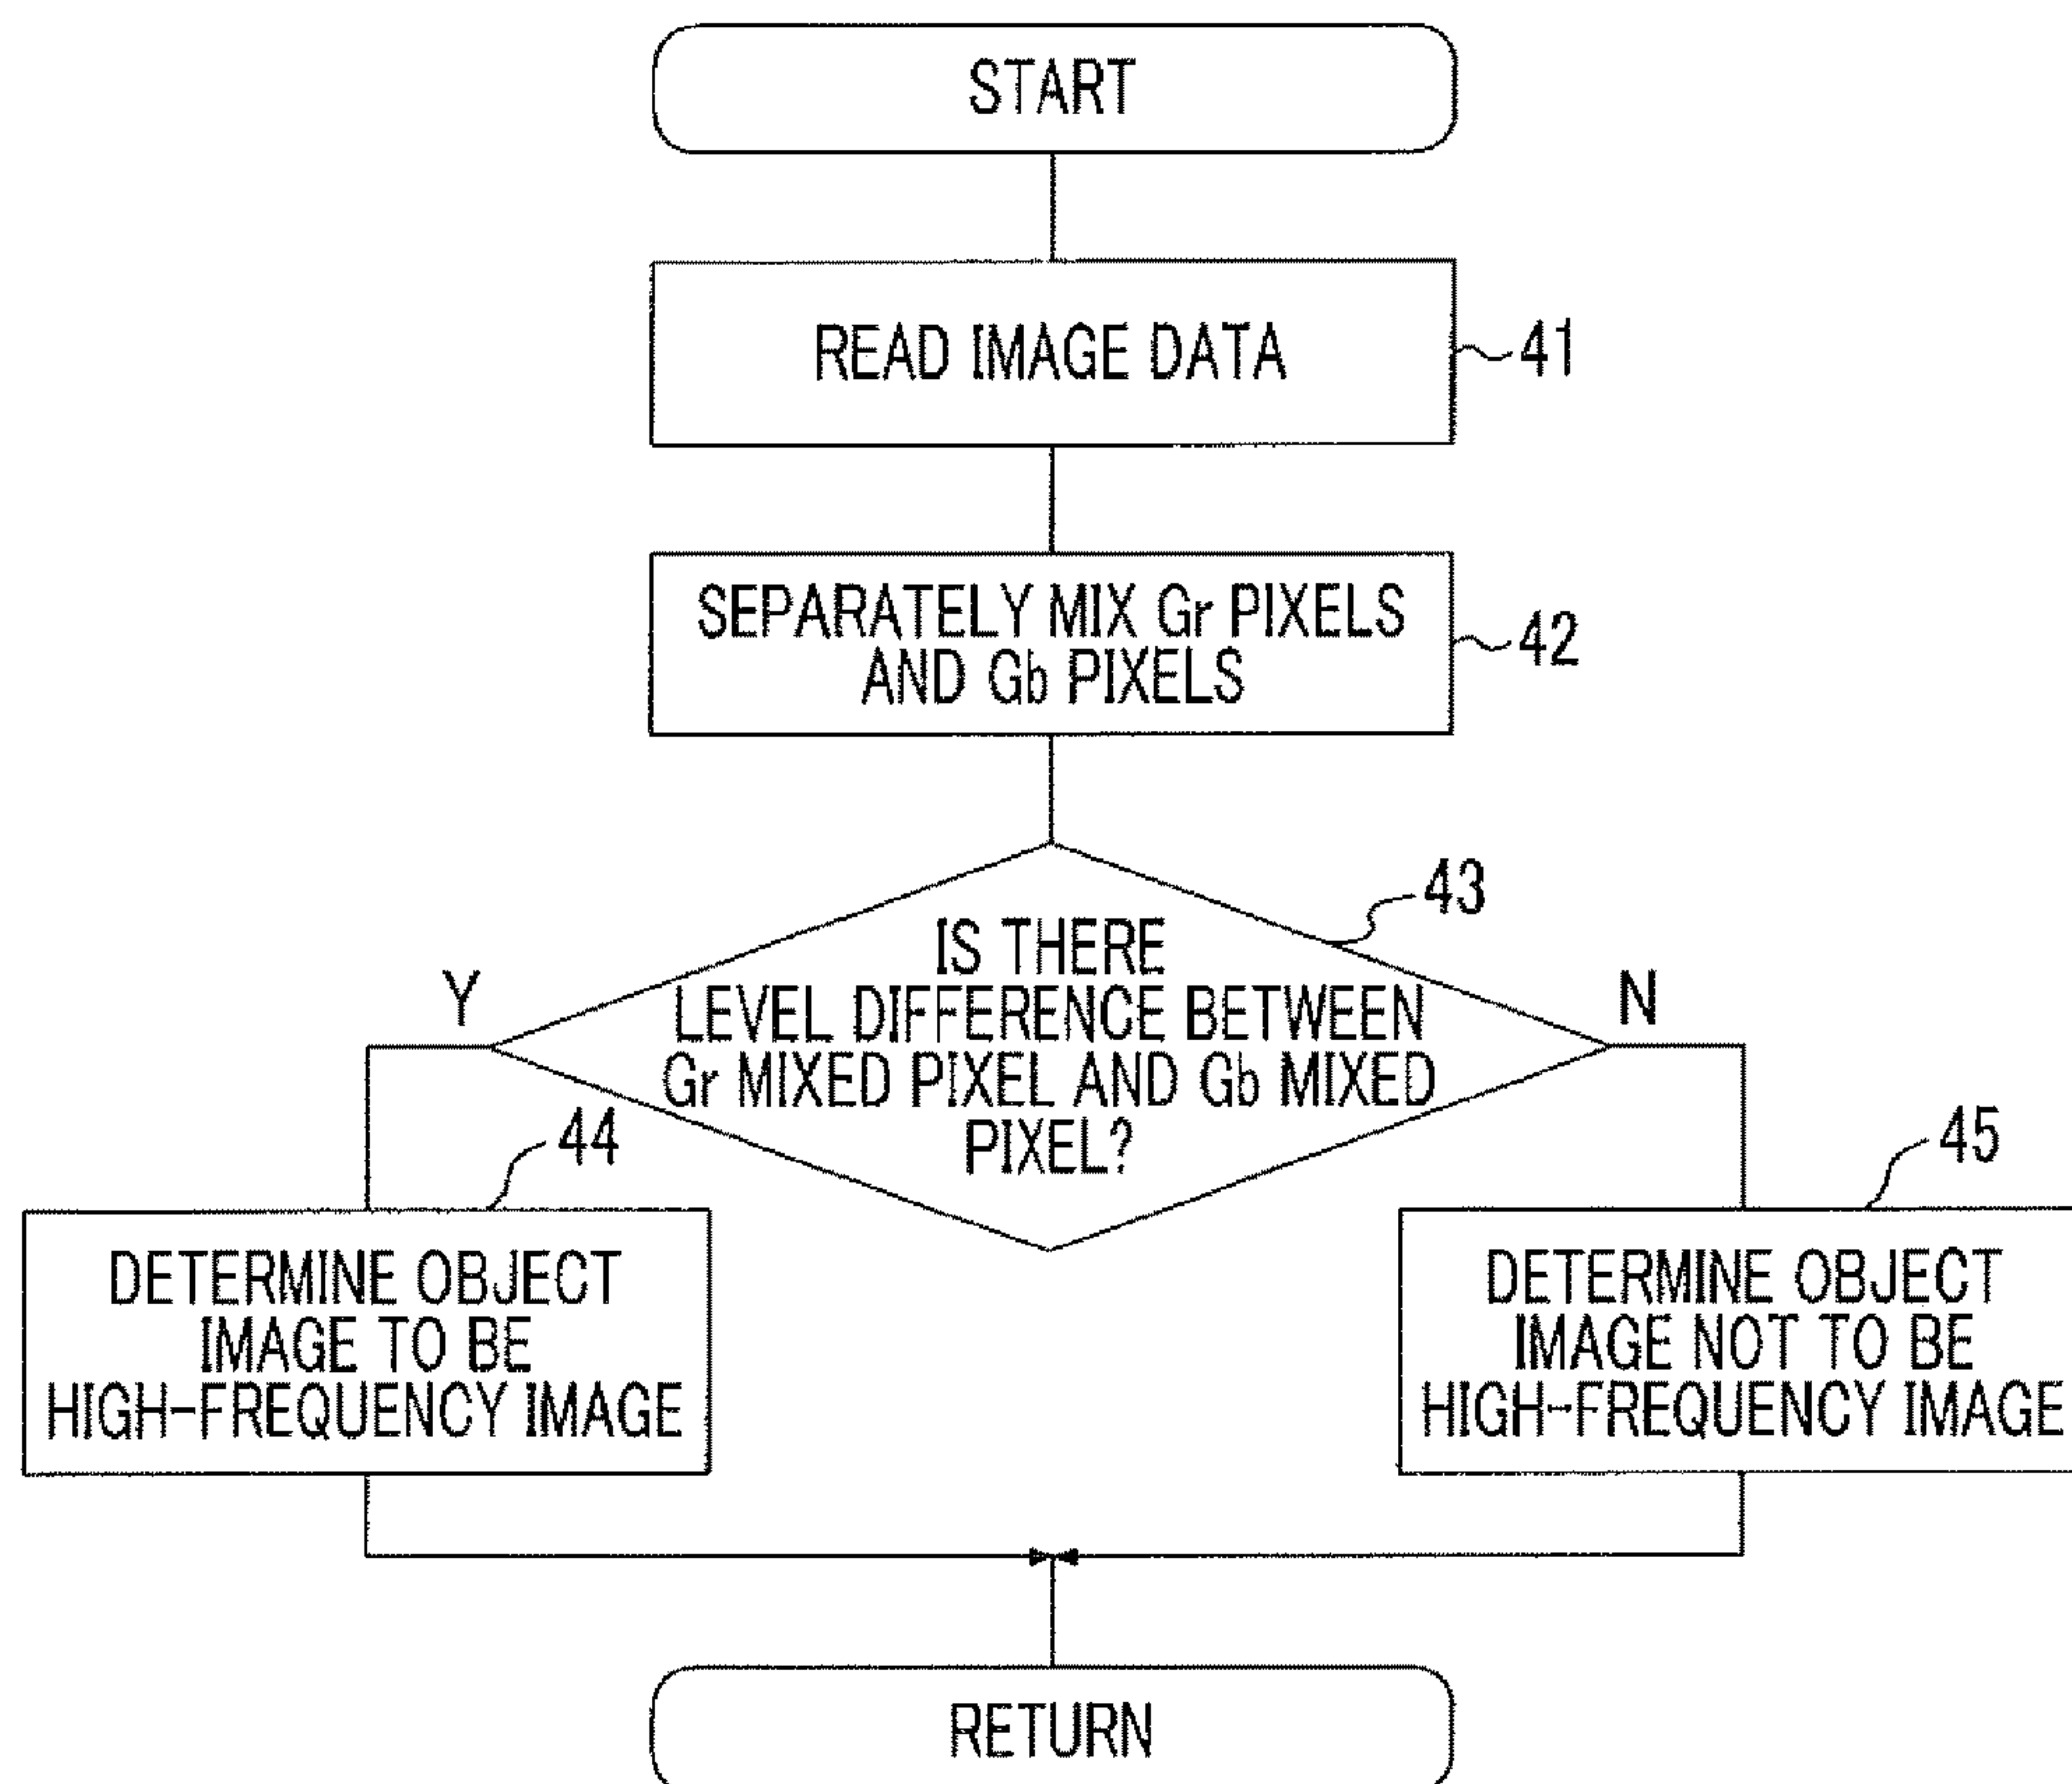 START
READ IMAGE DATA
41
SEPARATELY MIX Gr PIXELS
AND Gb PIXELS
42
43
IS THERE
LEVEL DIFFERENCE BETWEEN
Gr MIXED PIXEL AND Gb MIXED
PIXEL?
Y
N
44
DETERMINE OBJECT
IMAGE TO BE
HIGH-FREQUENCY IMAGE
45
DETERMINE OBJECT
IMAGE NOT TO BE
HIGH-FREQUENCY IMAGE
RETURN